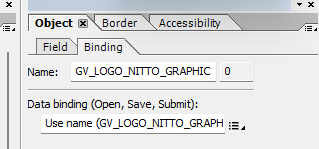 Object Border Accessibility
Field Binding
Name: GV_LOGO_NITTO_GRAPHIC 0
Data binding (Open, Save, Submit):
Use name (GV_LOGO_NITTO_GRAPH